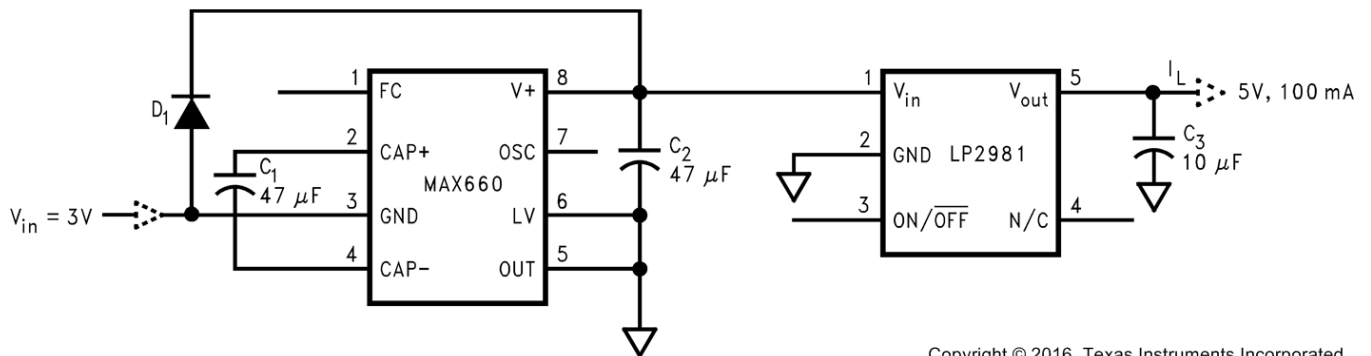 1
FC
V+
8
2
CAP+
OSC
7
MAX660
3
GND
LV
6
4
CAP-
OUT
5
D1
C1
47 μF
Vin = 3V
C2
47 μF
1
Vin
Vout
5
2
GND
LP2981
3
ON/OFF
N/C
4
IL
5V, 100 mA
C3
10 μF
Copyright © 2016, Texas Instruments Incorporated